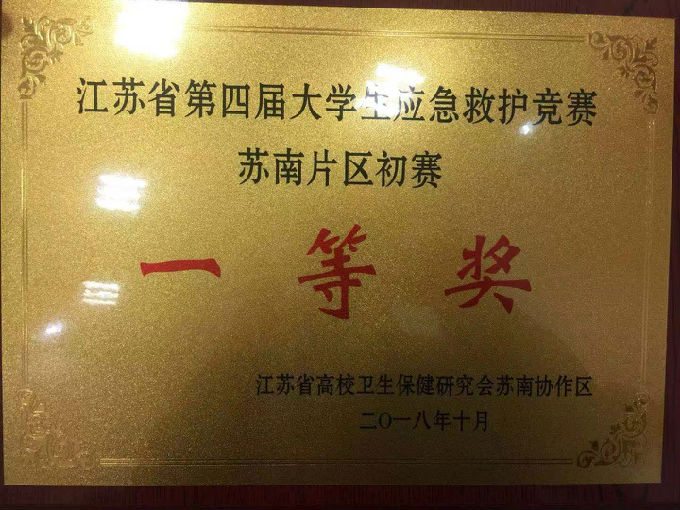 江苏省第四届大学生应急救护竞赛
苏南片区初赛
一等奖
江苏省高校卫生保健研究会苏南协作区
二〇一八年十月